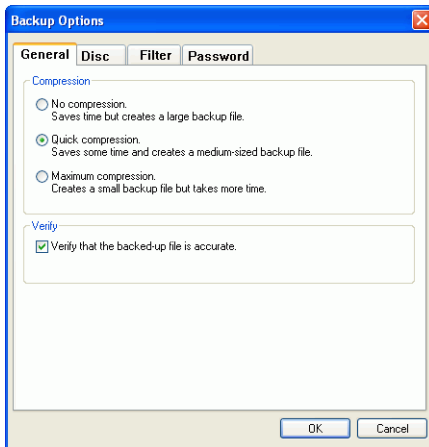 Backup Options
General Disc Filter Password
Compression
No compression.
Saves time but creates a large backup file.
Quick compression.
Saves some time and creates a medium-sized backup file.
Maximum compression.
Creates a small backup file but takes more time.
Verify
Verify that the backed-up file is accurate.
OK Cancel